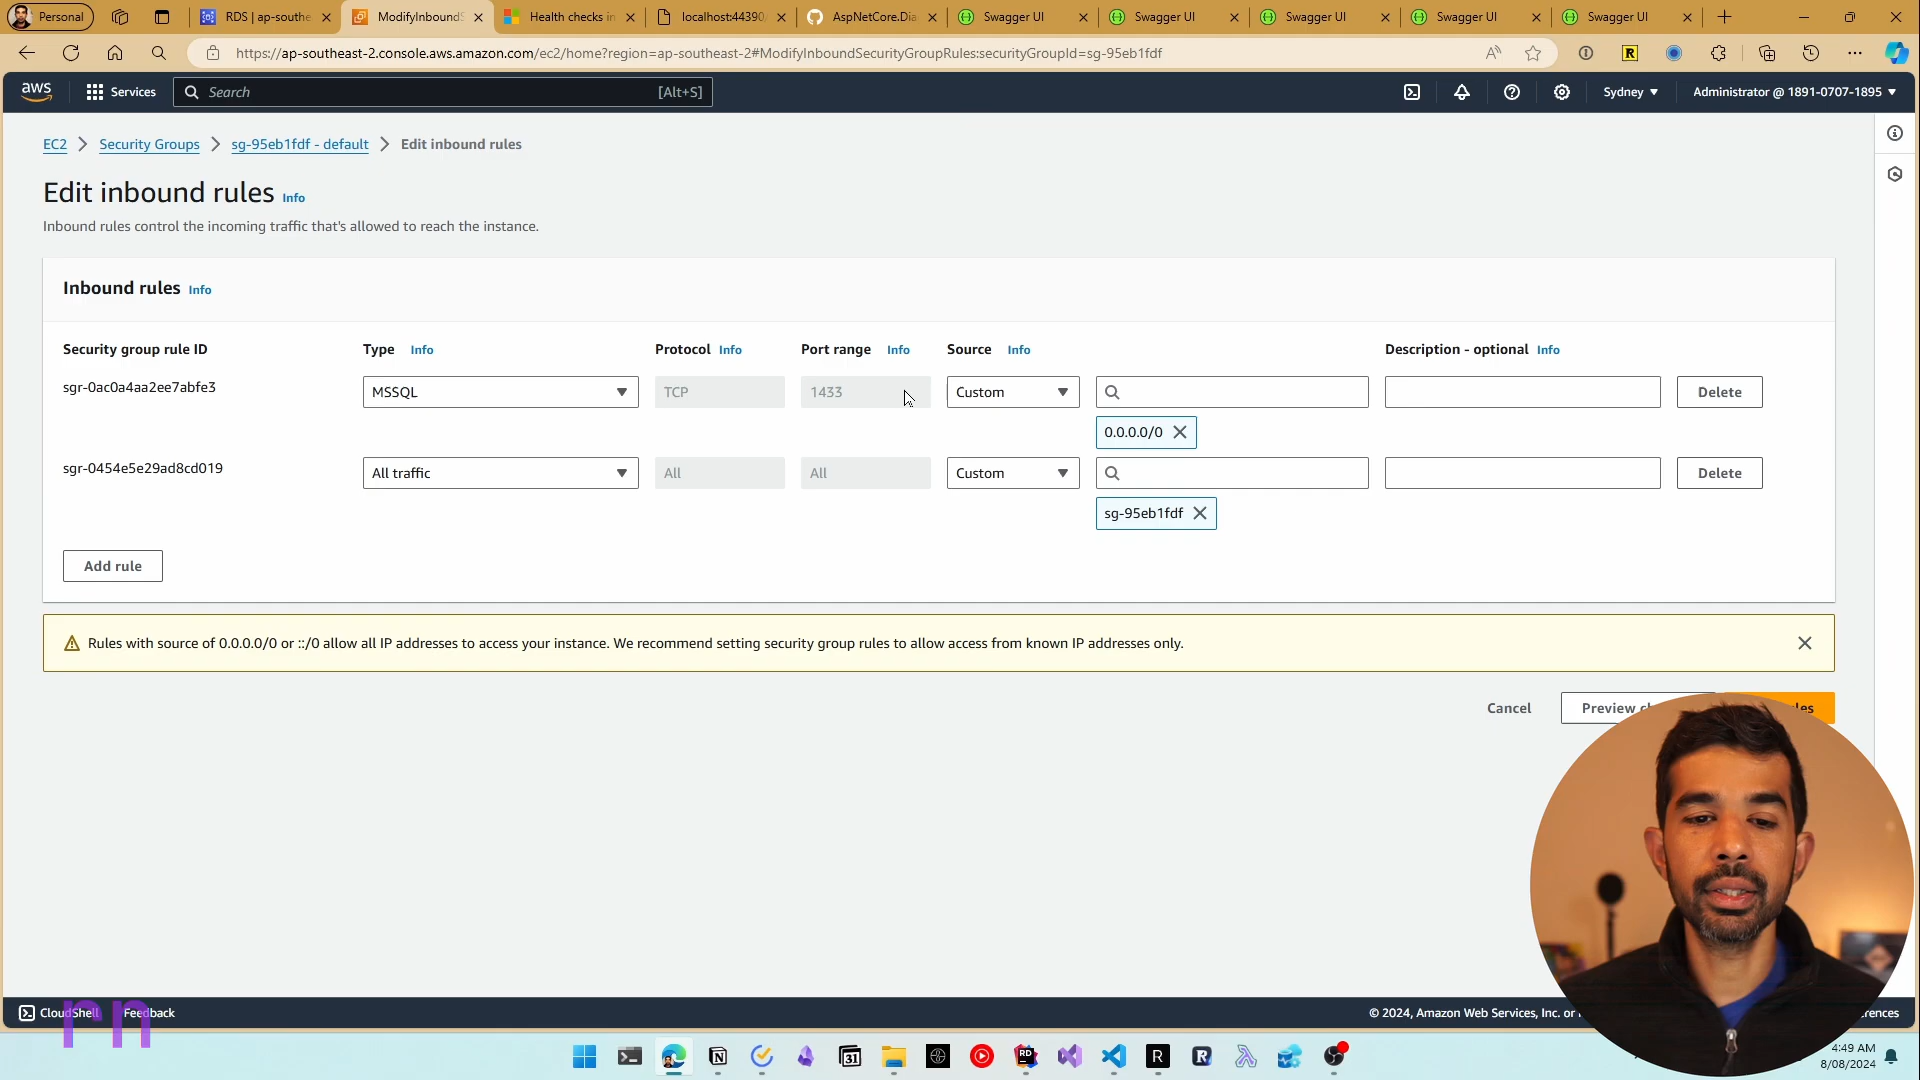 Personal
RDS | ap-southe
ModifyInboundS
Health checks in
localhost:44390
AspNetCore.Dia
Swagger UI
Swagger UI
Swagger UI
Swagger UI
Swagger UI
https://ap-southeast-2.console.aws.amazon.com/ec2/home?region=ap-southeast-2#ModifyInboundSecurityGroupRules:securityGroupId=sg-95eb1fdf
aws
Services
Search
[Alt+S]
Sydney
Administrator @ 1891-0707-1895
EC2
Security Groups
sg-95eb1fdf - default
Edit inbound rules
Edit inbound rules Info
Inbound rules control the incoming traffic that's allowed to reach the instance.
Inbound rules Info
Security group rule ID
Type Info
Protocol Info
Port range Info
Source Info
Description - optional Info
sgr-0ac0a4aa2ee7abfe3
MSSQL
TCP
1433
Custom
Delete
0.0.0.0/0
sgr-0454e5e29ad8cd019
All traffic
All
All
Custom
Delete
sg-95eb1fdf
Add rule
Rules with source of 0.0.0.0/0 or ::/0 allow all IP addresses to access your instance. We recommend setting security group rules to allow access from known IP addresses only.
Cancel
Preview
CloudShell
Feedback
© 2024, Amazon Web Services, Inc. or
rn
31
RD
R
R
4:49 AM
8/08/2024